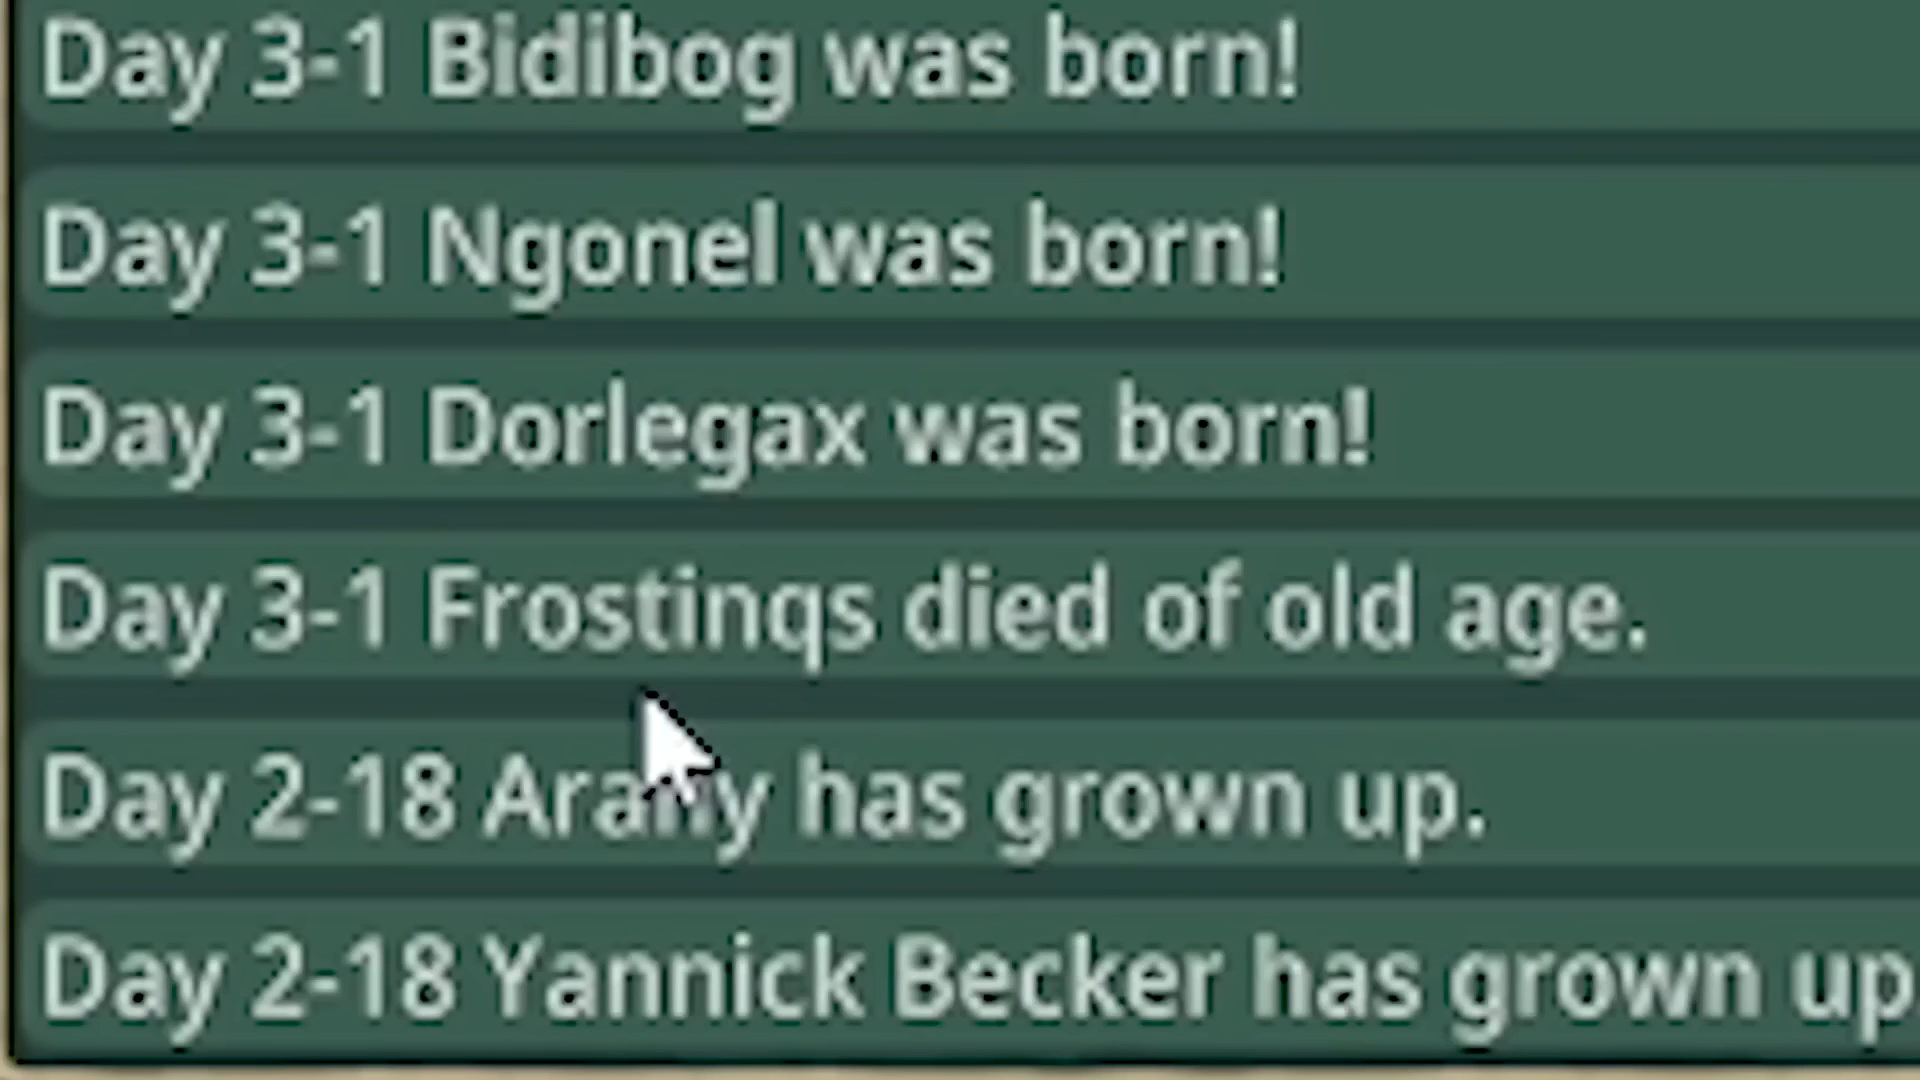 Day 3-1 Bidibog was born!
Day 3-1 Ngonel was born!
Day 3-1 Dorlegax was born!
Day 3-1 Frostinqs died of old age.
Day 2-18 has grown up.
Day 2-18 Yannick Becker has grown up